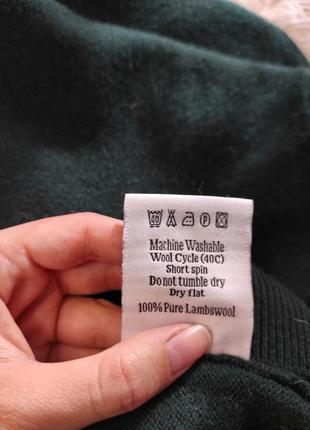 Machine Washable
Wool Cycle (40C)
Short spin
Do not tumble dry
Dry flat
100% Pure Lambswool